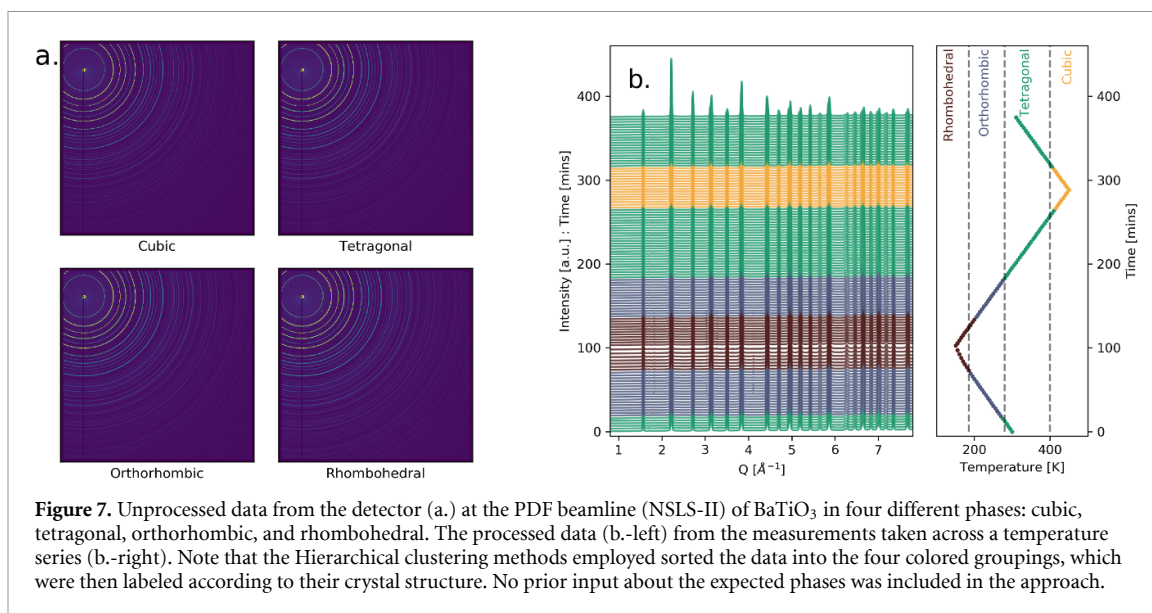 a.
Cubic
Tetragonal
Orthorhombic
Rhombohedral
b.
Intensity [a.u.] : Time [mins]
400
300
200
100
0
1 2 3 4 5 6 7
Q [Å⁻¹]
Rhombohedral
Orthorhombic
Tetragonal
Cubic
400
300
200
100
0
Time [mins]
200 400
Temperature [K]
Figure 7. Unprocessed data from the detector (a.) at the PDF beamline (NSLS-II) of BaTiO₃ in four different phases: cubic,
tetragonal, orthorhombic, and rhombohedral. The processed data (b.-left) from the measurements taken across a temperature
series (b.-right). Note that the Hierarchical clustering methods employed sorted the data into the four colored groupings, which
were then labeled according to their crystal structure. No prior input about the expected phases was included in the approach.